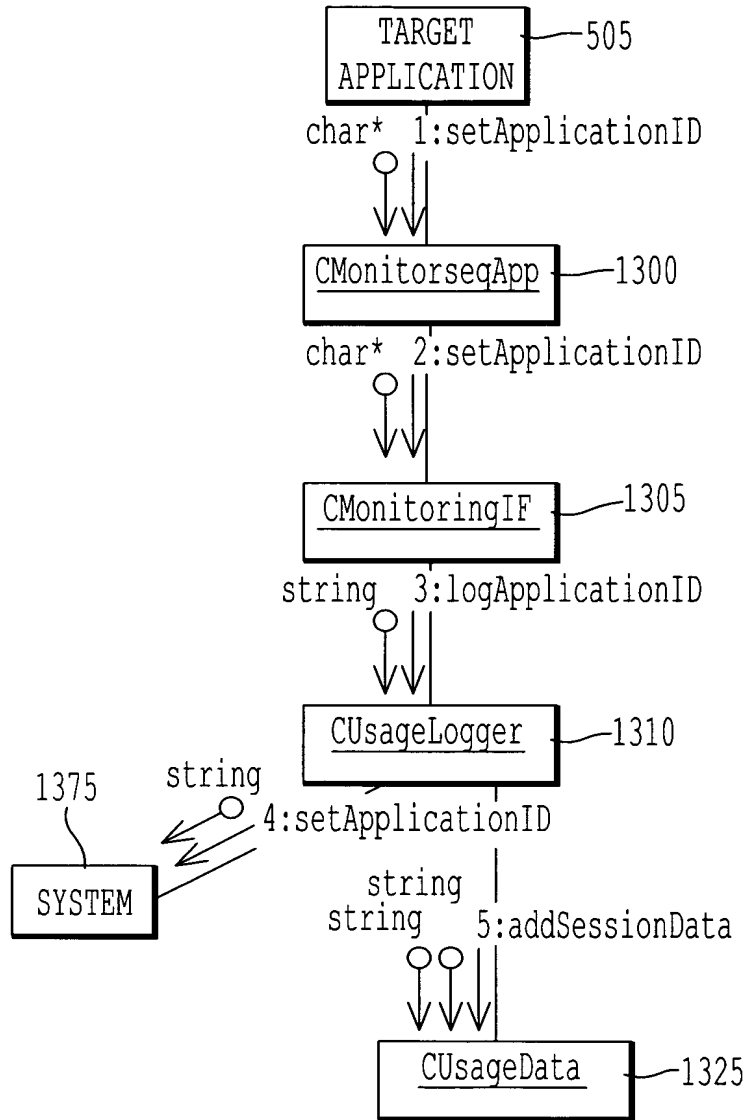 TARGET
APPLICATION
505
char* 1:setApplicationID
CMonitorseqApp
1300
char* 2:setApplicationID
CMonitoringIF
1305
string 3:logApplicationID
CUsageLogger
1310
string
1375
4:setApplicationID
SYSTEM
string
string
5:addSessionData
CUsageData
1325